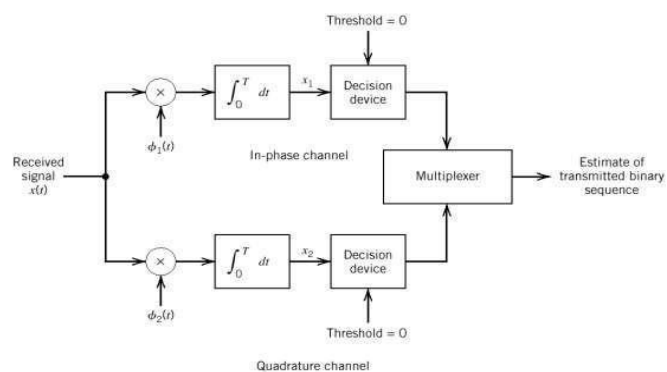 Threshold = 0
×
∫₀ᵀ dt
x₁
Decision
device
ϕ₁(t)
In-phase channel
Received
signal
x(t)
Multiplexer
Estimate of
transmitted binary
sequence
×
∫₀ᵀ dt
x₂
Decision
device
ϕ₂(t)
Threshold = 0
Quadrature channel